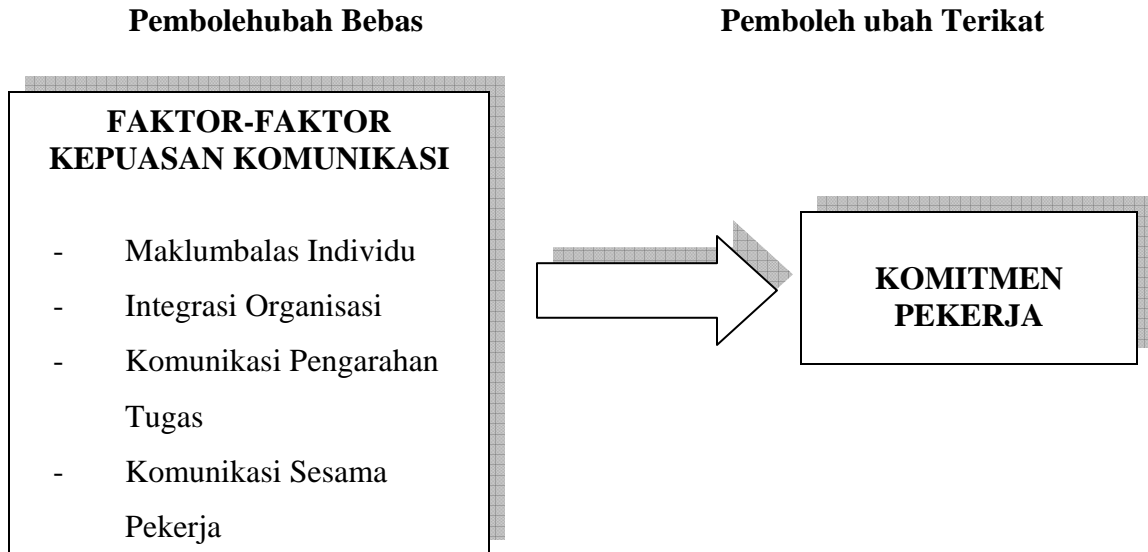 Pembolehubah Bebas
Pemboleh ubah Terikat
FAKTOR-FAKTOR
KEPUASAN KOMUNIKASI
- Maklumbalas Individu
- Integrasi Organisasi
- Komunikasi Pengarahan
Tugas
- Komunikasi Sesama
Pekerja
KOMITMEN
PEKERJA